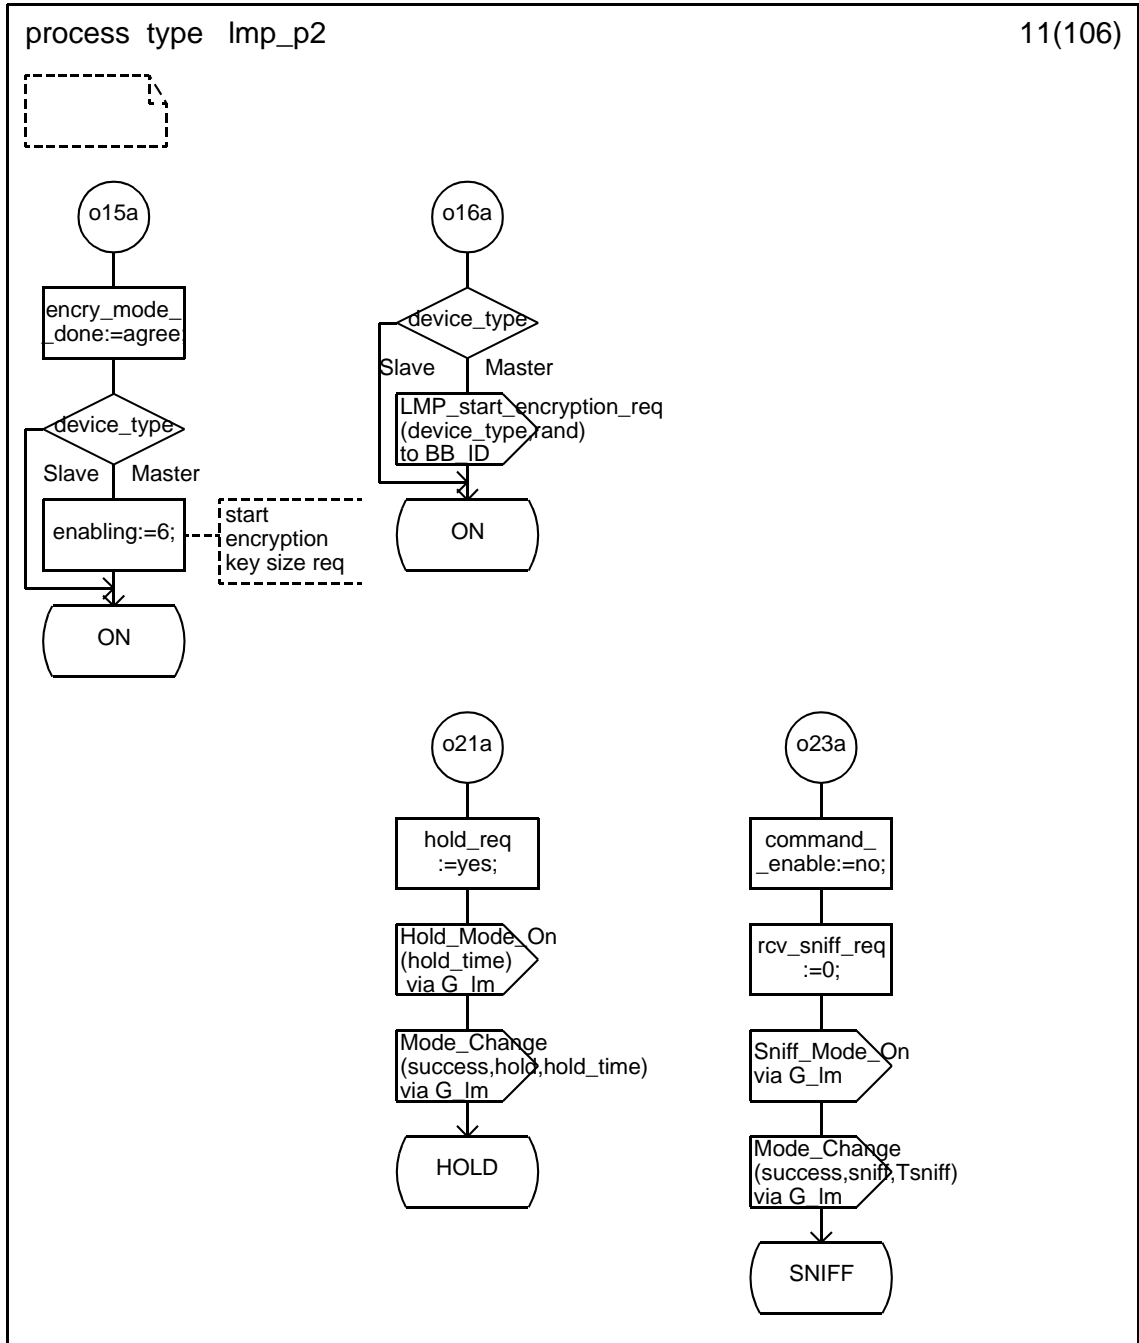 process type lmp_p2
11(106)
o15a
encry_mode_
_done:=agree;
device_type
Slave
Master
enabling:=6;
start
encryption
key size req
ON
o16a
device_type
Slave
Master
LMP_start_encryption_req
(device_type,rand)
to BB_ID
ON
o21a
hold_req
:=yes;
Hold_Mode_On
(hold_time)
via G_lm
Mode_Change
(success,hold,hold_time)
via G_lm
HOLD
o23a
command_
_enable:=no;
rcv_sniff_req
:=0;
Sniff_Mode_On
via G_lm
Mode_Change
(success,sniff,Tsniff)
via G_lm
SNIFF